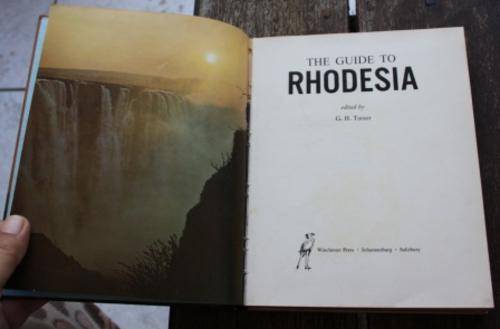 THE GUIDE TO
RHODESIA
edited by
G. H. Tanser
Winchester Press · Johannesburg · Salisbury